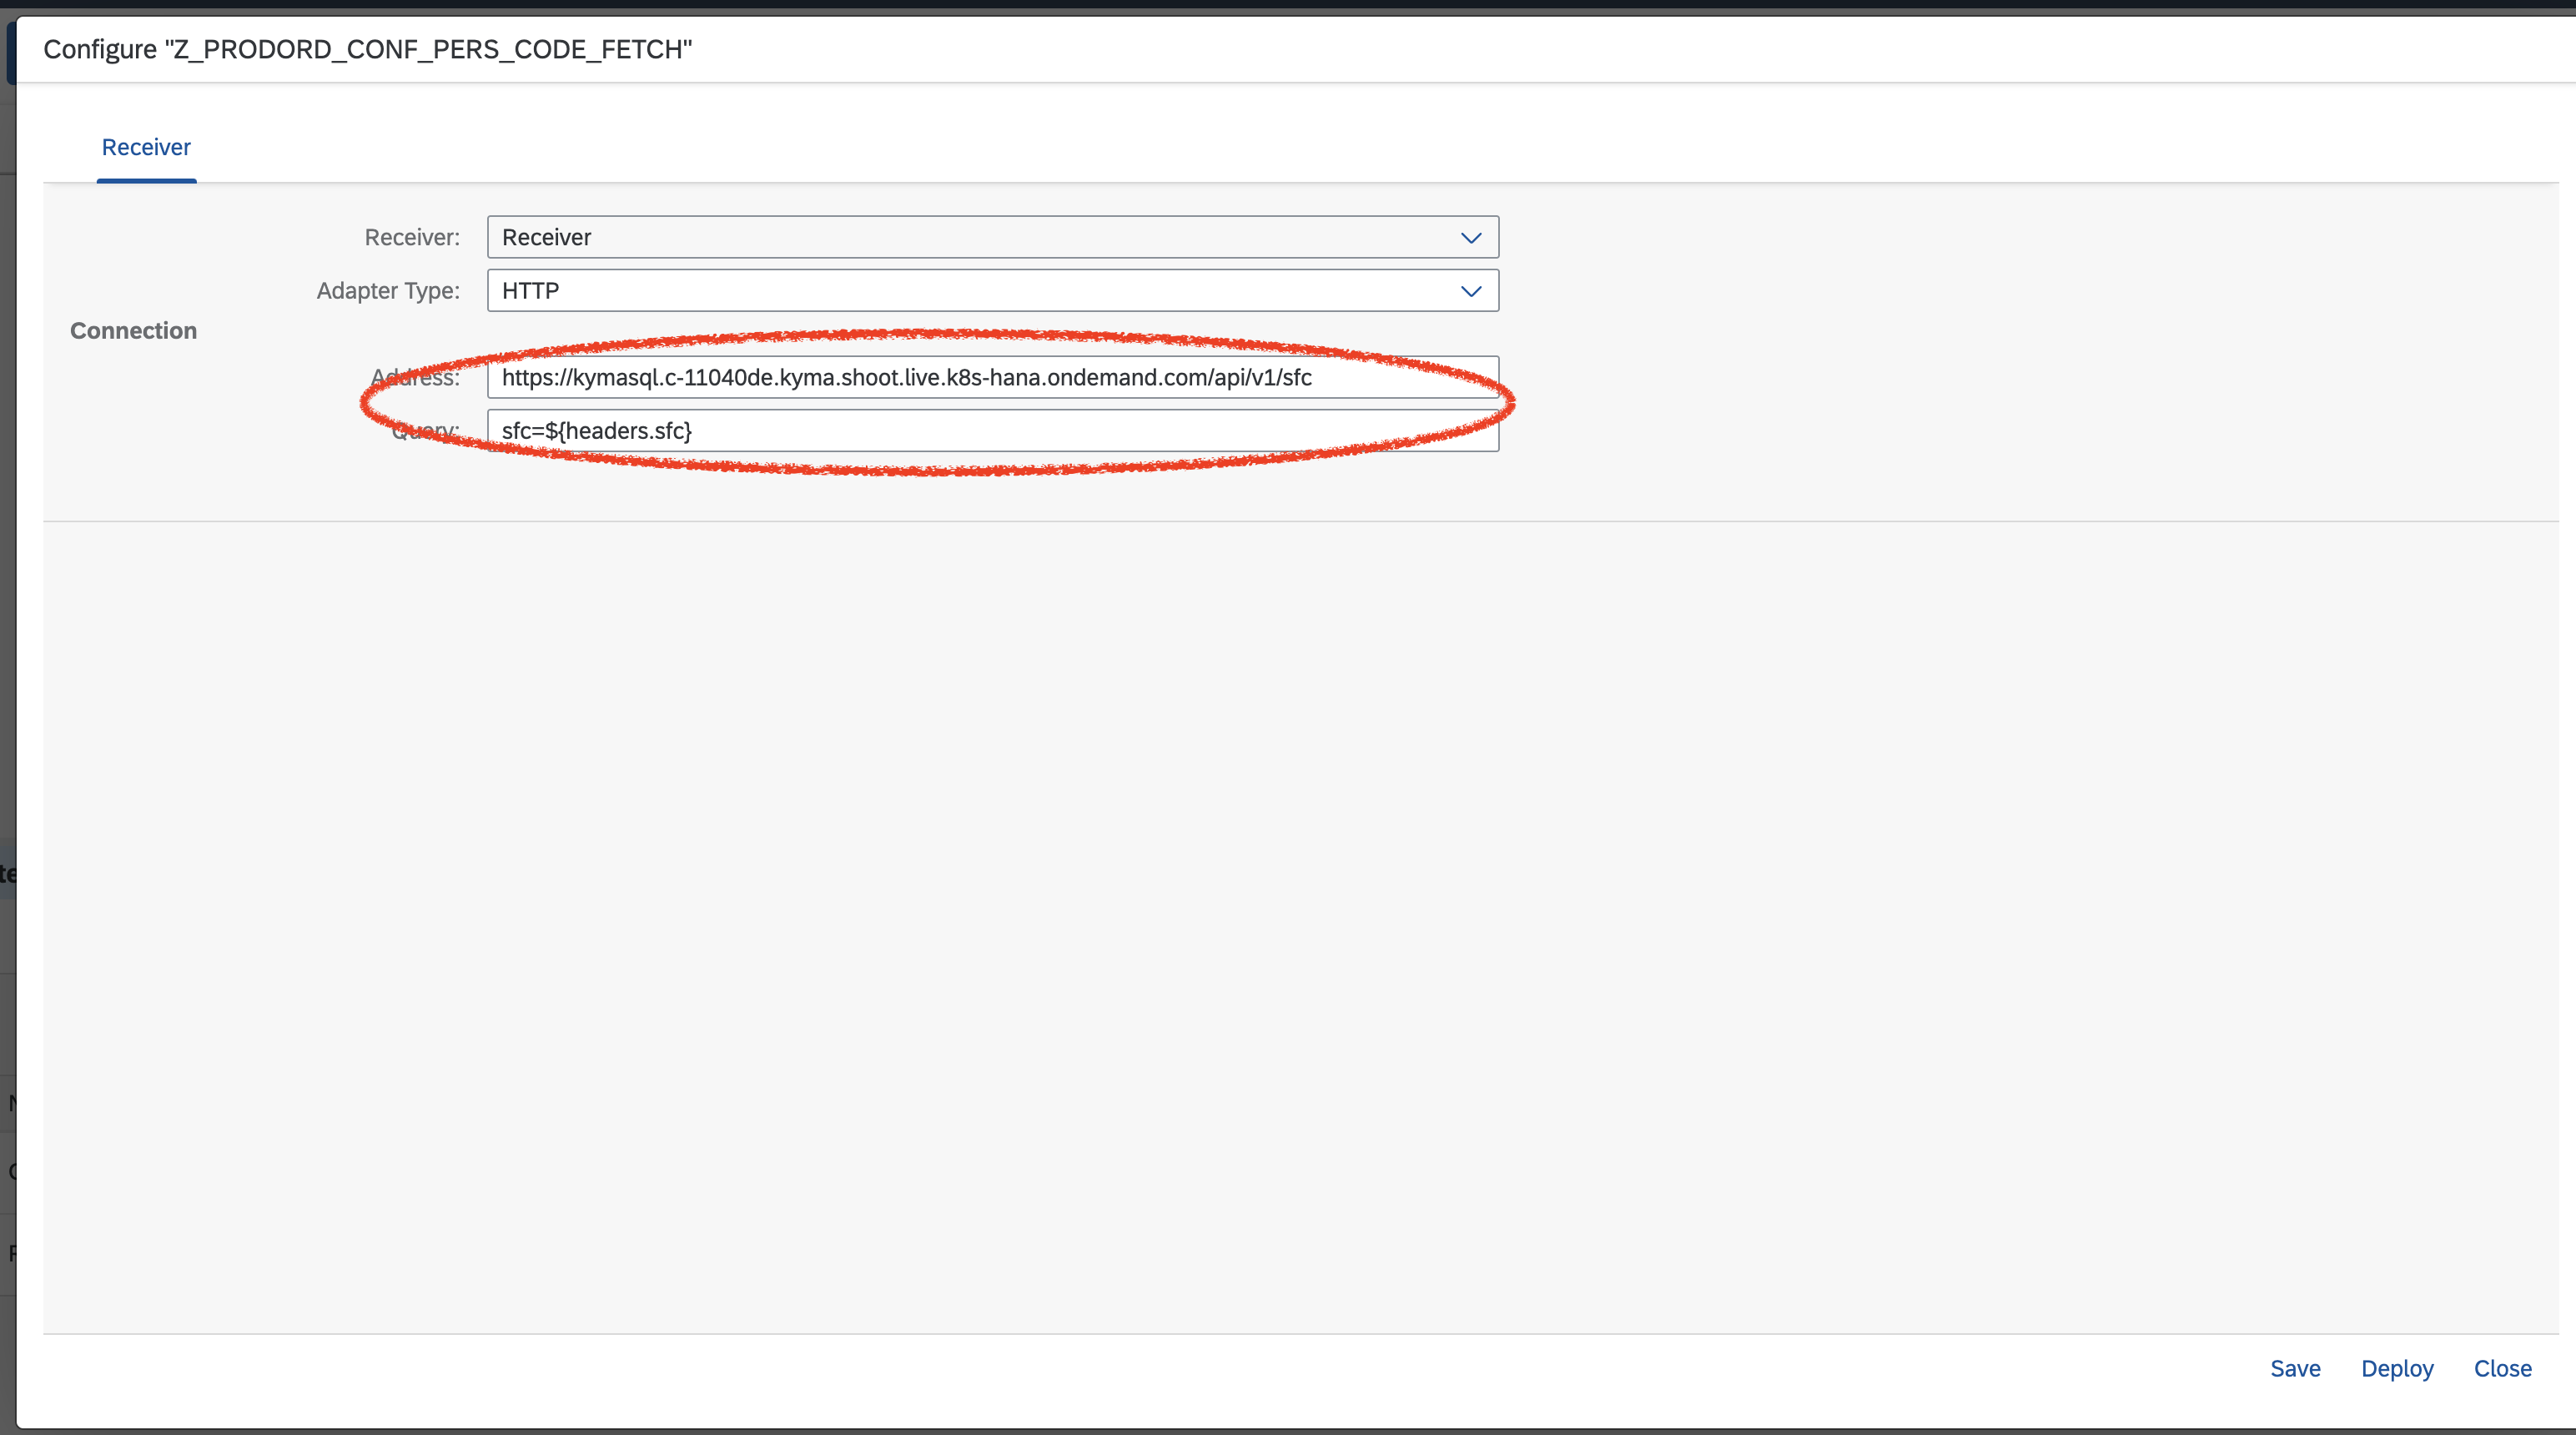 Configure "Z_PRODORD_CONF_PERS_CODE_FETCH"
Receiver
Receiver: Receiver
Adapter Type: HTTP
Connection
Address: https://kymasql.c-11040de.kyma.shoot.live.k8s-hana.ondemand.com/api/v1/sfc
Query: sfc=${headers.sfc}
Save Deploy Close